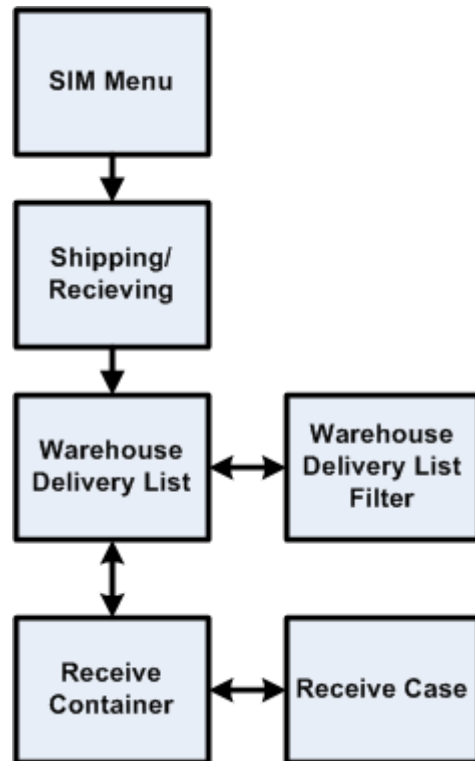 SIM Menu
Shipping/
Recieving
Warehouse
Delivery List
Warehouse
Delivery List
Filter
Receive
Container
Receive Case